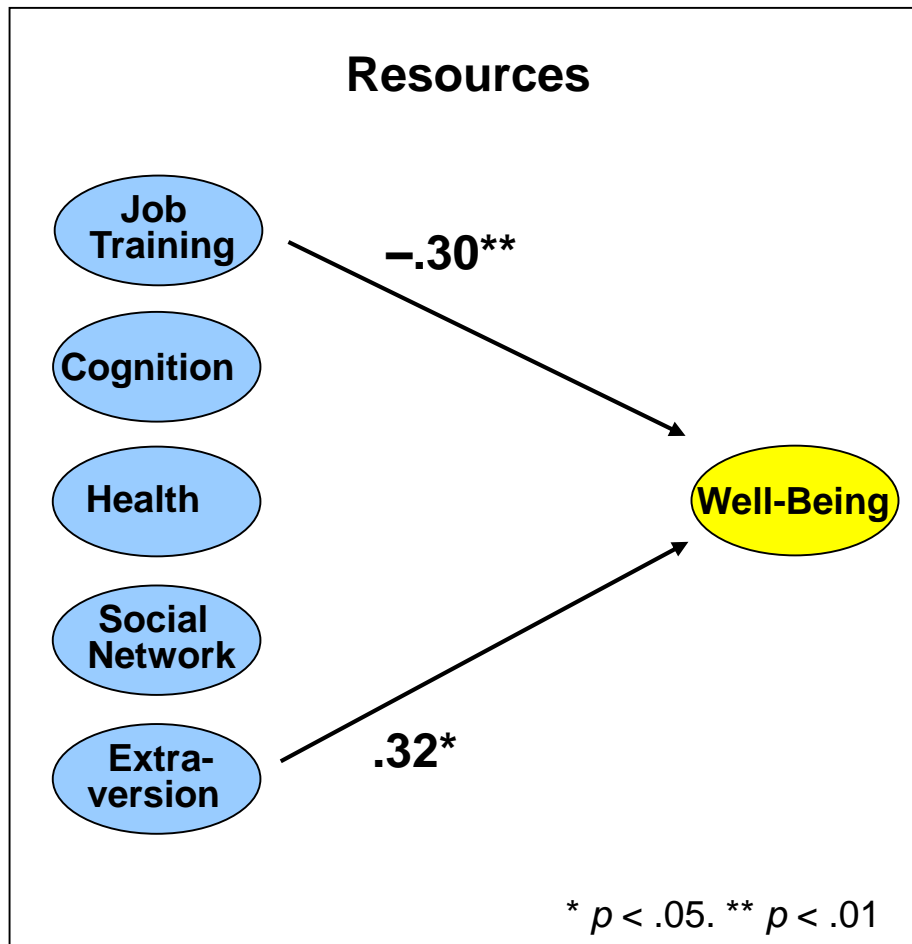 Resources
Job
Training
–.30**
Cognition
Health
Well-Being
Social
Network
.32*
Extra-
version
* p < .05. ** p < .01